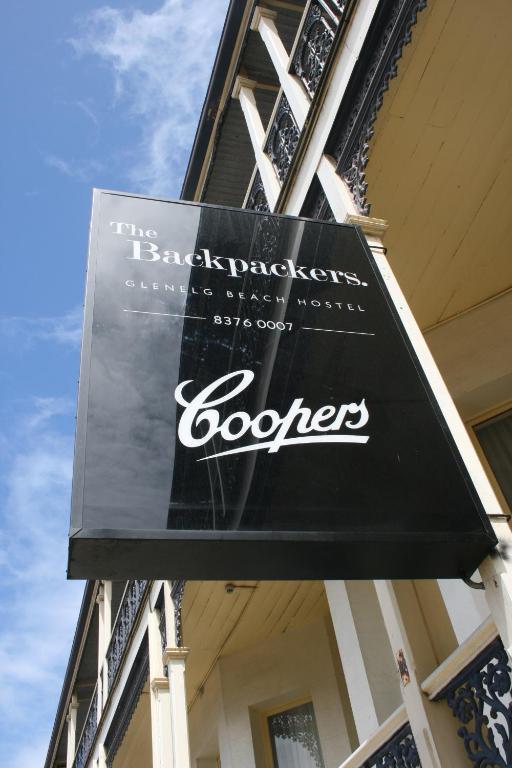 The
Backpackers.
GLENELG BEACH HOSTEL
8376 0007
Coopers